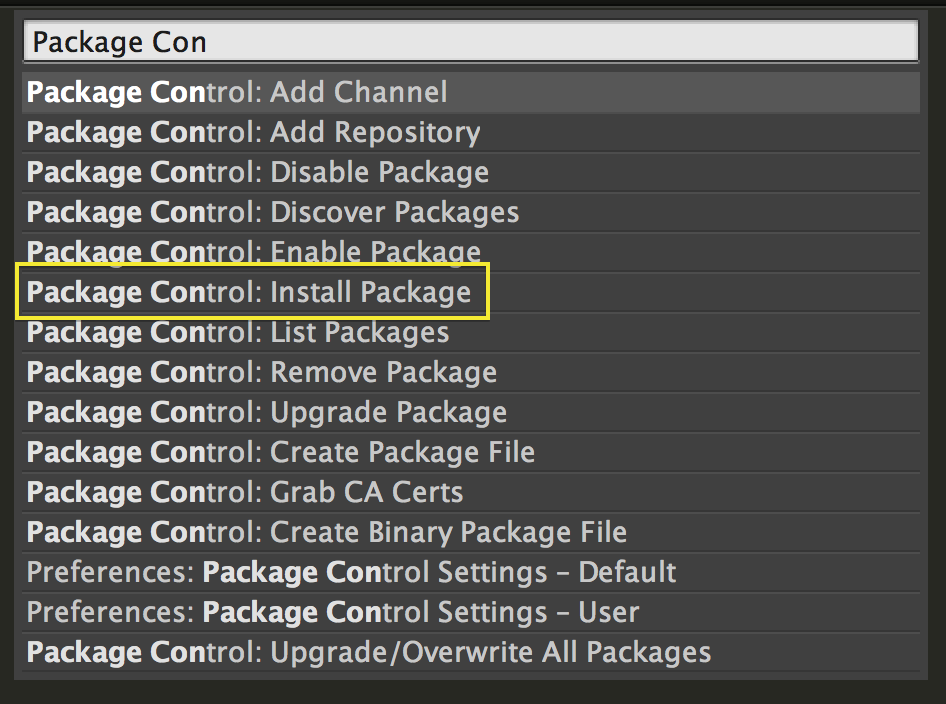 Package Con
Package Control: Add Channel
Package Control: Add Repository
Package Control: Disable Package
Package Control: Discover Packages
Package Control: Enable Package
Package Control: Install Package
Package Control: List Packages
Package Control: Remove Package
Package Control: Upgrade Package
Package Control: Create Package File
Package Control: Grab CA Certs
Package Control: Create Binary Package File
Preferences: Package Control Settings – Default
Preferences: Package Control Settings – User
Package Control: Upgrade/Overwrite All Packages